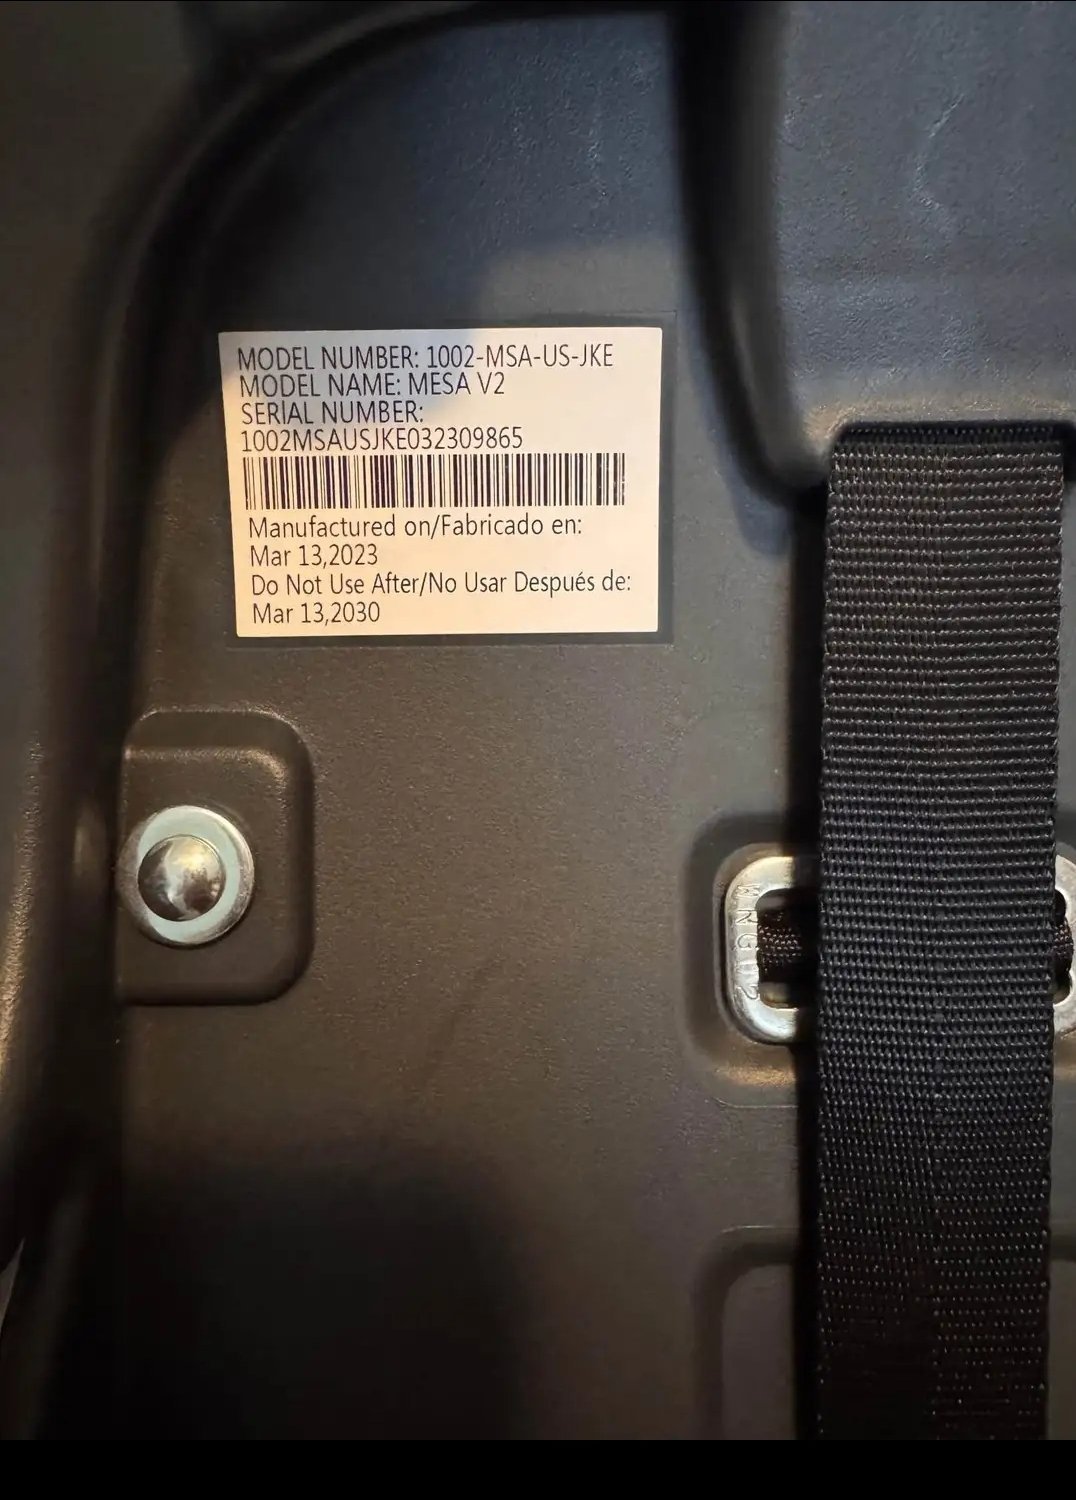 MODEL NUMBER: 1002-MSA-US-JKE
MODEL NAME: MESA V2
SERIAL NUMBER:
1002MSAUSJKE032309865
Manufactured on/Fabricado en:
Mar 13,2023
Do Not Use After/No Usar Después de:
Mar 13,2030